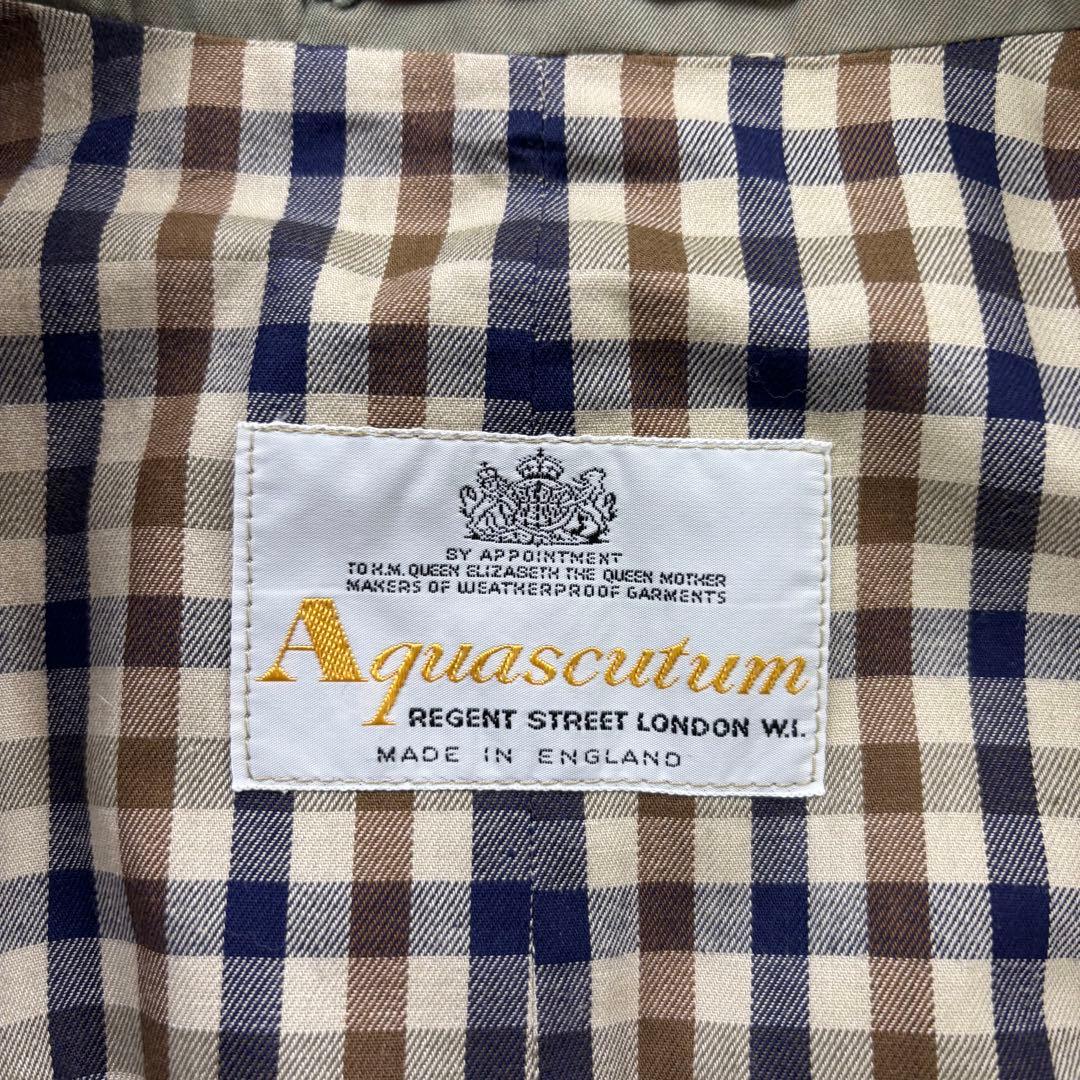 BY APPOINTMENT
TO H.M. QUEEN ELIZABETH THE QUEEN MOTHER
MAKERS OF WEATHERPROOF GARMENTS
Aquascutum
REGENT STREET LONDON W.I.
MADE IN ENGLAND